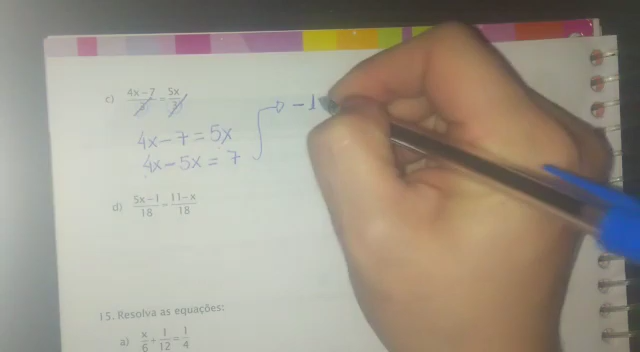 c) 4x-7/3 = 5x/3
4x-7=5x
4x-5x=7
-1
d) 5x-1/18 = 11-x/18
15. Resolva as equações:
a) x/6 + 1/12 = 1/4